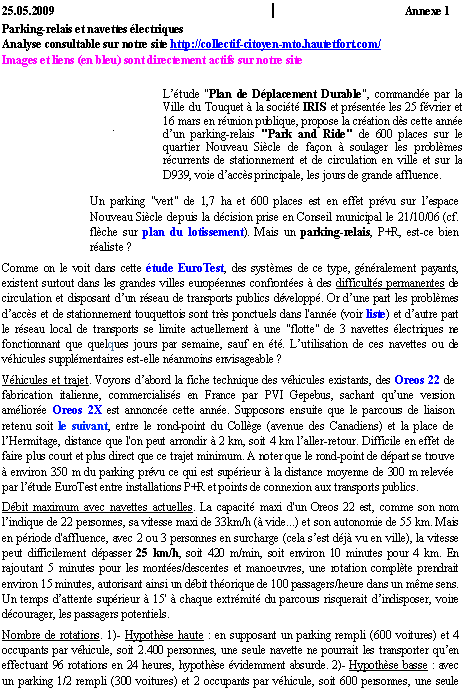 25.05.2009 Annexe 1
Parking-relais et navettes électriques
Analyse consultable sur notre site http://collectif-citoyen-mto.hautetfort.com/
Images et liens (en bleu) sont directement actifs sur notre site
L’étude "Plan de Déplacement Durable", commandée par la
Ville du Touquet à la société IRIS et présentée les 25 février et
16 mars en réunion publique, propose la création dès cette année
d’un parking-relais "Park and Ride" de 600 places sur le
quartier Nouveau Siècle de façon à soulager les problèmes
récurrents de stationnement et de circulation en ville et sur la
D939, voie d’accès principale, les jours de grande affluence.
Un parking "vert" de 1,7 ha et 600 places est en effet prévu sur l’espace
Nouveau Siècle depuis la décision prise en Conseil municipal le 21/10/06 (cf.
flèche sur plan du lotissement). Mais un parking-relais, P+R, est-ce bien
réaliste ?
Comme on le voit dans cette étude EuroTest, des systèmes de ce type, généralement payants,
existent surtout dans les grandes villes européennes confrontées à des difficultés permanentes de
circulation et disposant d’un réseau de transports publics développé. Or d’une part les problèmes
d’accès et de stationnement touquettois sont très ponctuels dans l'année (voir liste) et d’autre part
le réseau local de transports se limite actuellement à une "flotte" de 3 navettes électriques ne
fonctionnant que quelques jours par semaine, sauf en été. L’utilisation de ces navettes ou de
véhicules supplémentaires est-elle néanmoins envisageable ?
Véhicules et trajet. Voyons d’abord la fiche technique des véhicules existants, des Oreos 22 de
fabrication italienne, commercialisés en France par PVI Gepebus, sachant qu’une version
améliorée Oreos 2X est annoncée cette année. Supposons ensuite que le parcours de liaison
retenu soit le suivant, entre le rond-point du Collège (avenue des Canadiens) et la place de
l’Hermitage, distance que l'on peut arrondir à 2 km, soit 4 km l’aller-retour. Difficile en effet de
faire plus court et plus direct que ce trajet minimum. A noter que le rond-point de départ se trouve
à environ 350 m du parking prévu ce qui est supérieur à la distance moyenne de 300 m relevée
par l’étude EuroTest entre installations P+R et points de connexion aux transports publics.
Débit maximum avec navettes actuelles. La capacité maxi d'un Oreos 22 est, comme son nom
l’indique de 22 personnes, sa vitesse maxi de 33km/h (à vide...) et son autonomie de 55 km. Mais
en période d'affluence, avec 2 ou 3 personnes en surcharge (cela s’est déjà vu en ville), la vitesse
peut difficilement dépasser 25 km/h, soit 420 m/min, soit environ 10 minutes pour 4 km. En
rajoutant 5 minutes pour les montées/descentes et manoeuvres, une rotation complète prendrait
environ 15 minutes, autorisant ainsi un débit théorique de 100 passagers/heure dans un même sens.
Un temps d’attente supérieur à 15' à chaque extrémité du parcours risquerait d’indisposer, voire
décourager, les passagers potentiels.
Nombre de rotations. 1)- Hypothèse haute : en supposant un parking rempli (600 voitures) et 4
occupants par véhicule, soit 2.400 personnes, une seule navette ne pourrait les transporter qu’en
effectuant 96 rotations en 24 heures, hypothèse évidemment absurde. 2)- Hypothèse basse : avec
un parking 1/2 rempli (300 voitures) et 2 occupants par véhicule, soit 600 personnes, une seule